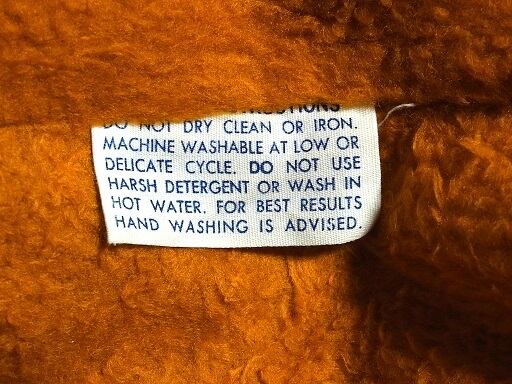 DO NOT DRY CLEAN OR IRON.
MACHINE WASHABLE AT LOW OR
DELICATE CYCLE. DO NOT USE
HARSH DETERGENT OR WASH IN
HOT WATER. FOR BEST RESULTS
HAND WASHING IS ADVISED.